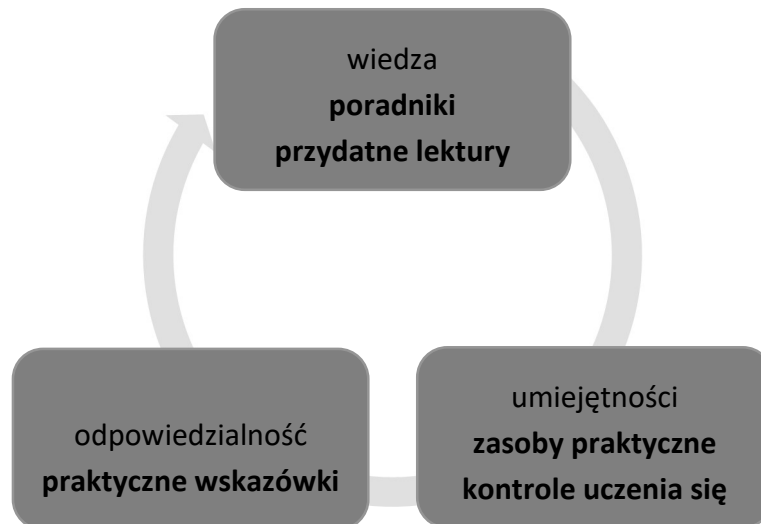 wiedza
poradniki
przydatne lektury
umiejętności
zasoby praktyczne
kontrole uczenia się
odpowiedzialność
praktyczne wskazówki